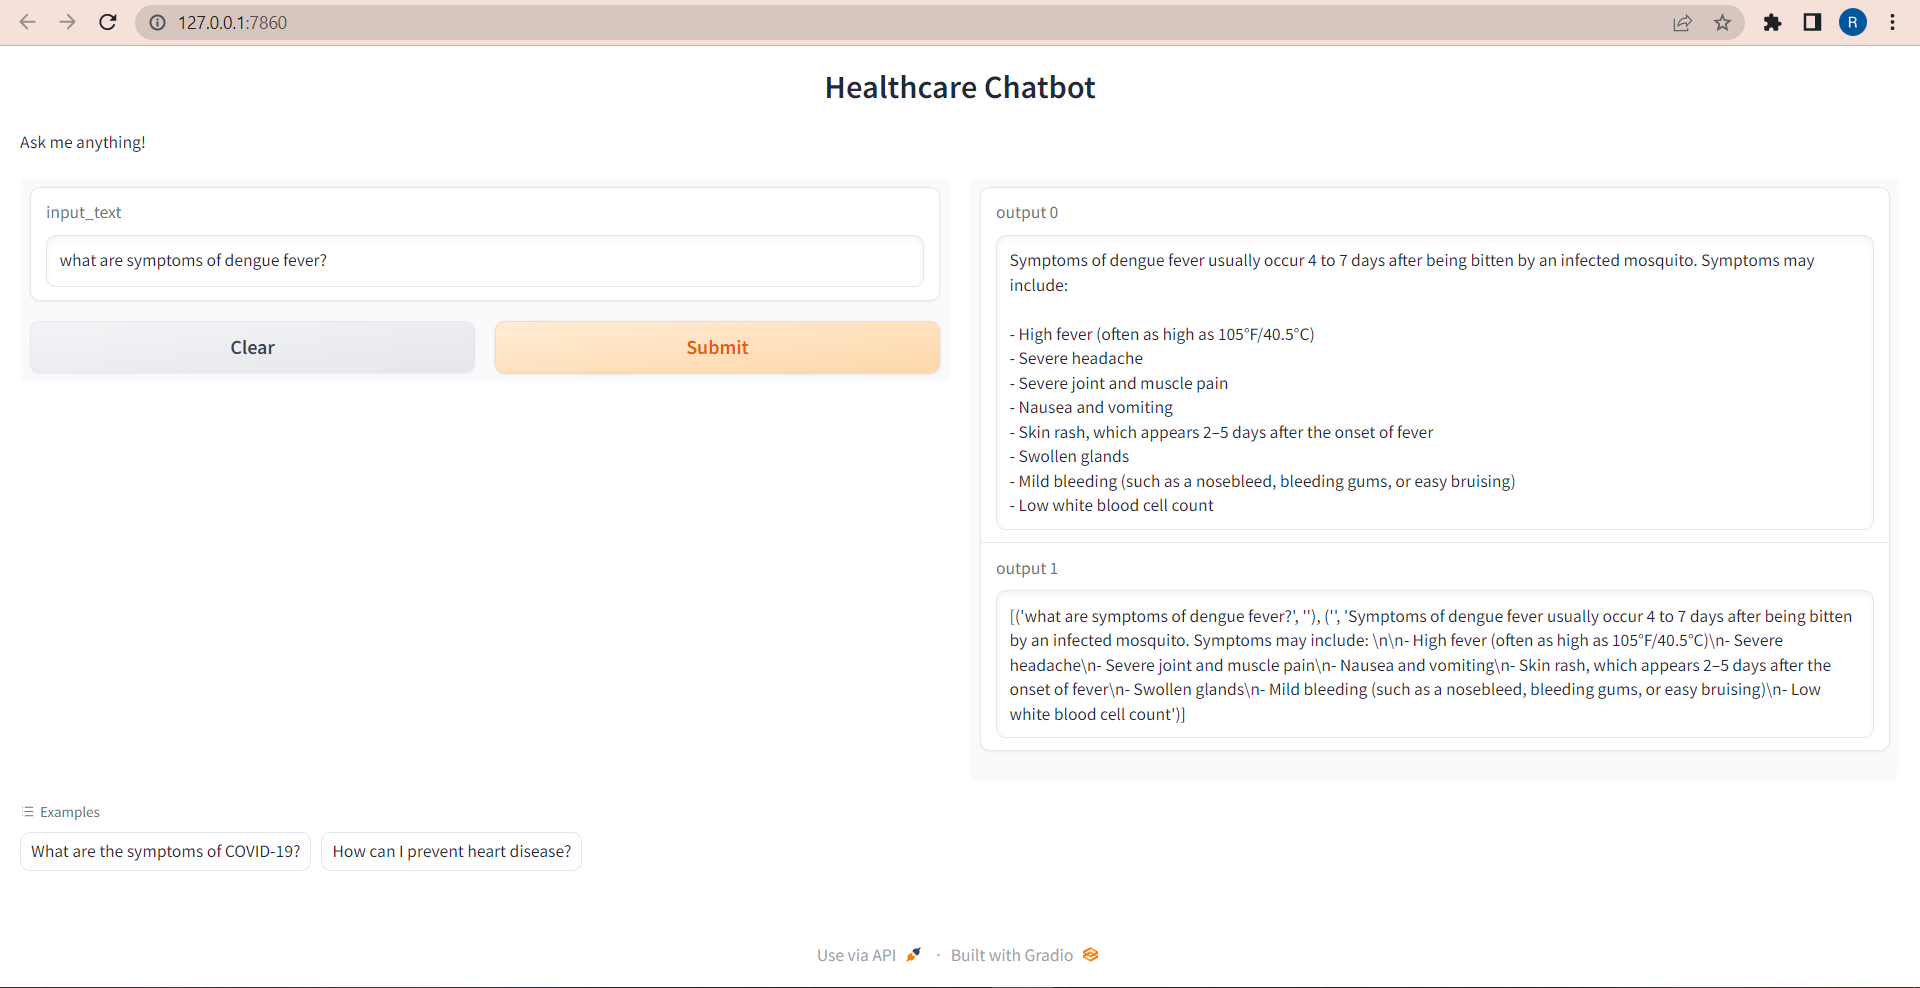 127.0.0.1:7860
R
Healthcare Chatbot
Ask me anything!
input_text
what are symptoms of dengue fever?
Clear
Submit
output 0
Symptoms of dengue fever usually occur 4 to 7 days after being bitten by an infected mosquito. Symptoms may
include:
- High fever (often as high as 105°F/40.5°C)
- Severe headache
- Severe joint and muscle pain
- Nausea and vomiting
- Skin rash, which appears 2–5 days after the onset of fever
- Swollen glands
- Mild bleeding (such as a nosebleed, bleeding gums, or easy bruising)
- Low white blood cell count
output 1
[('what are symptoms of dengue fever?', ''), ('', 'Symptoms of dengue fever usually occur 4 to 7 days after being bitten
by an infected mosquito. Symptoms may include: \n\n- High fever (often as high as 105°F/40.5°C)\n- Severe
headache\n- Severe joint and muscle pain\n- Nausea and vomiting\n- Skin rash, which appears 2–5 days after the
onset of fever\n- Swollen glands\n- Mild bleeding (such as a nosebleed, bleeding gums, or easy bruising)\n- Low
white blood cell count')]
Examples
What are the symptoms of COVID-19?
How can I prevent heart disease?
Use via API · Built with Gradio